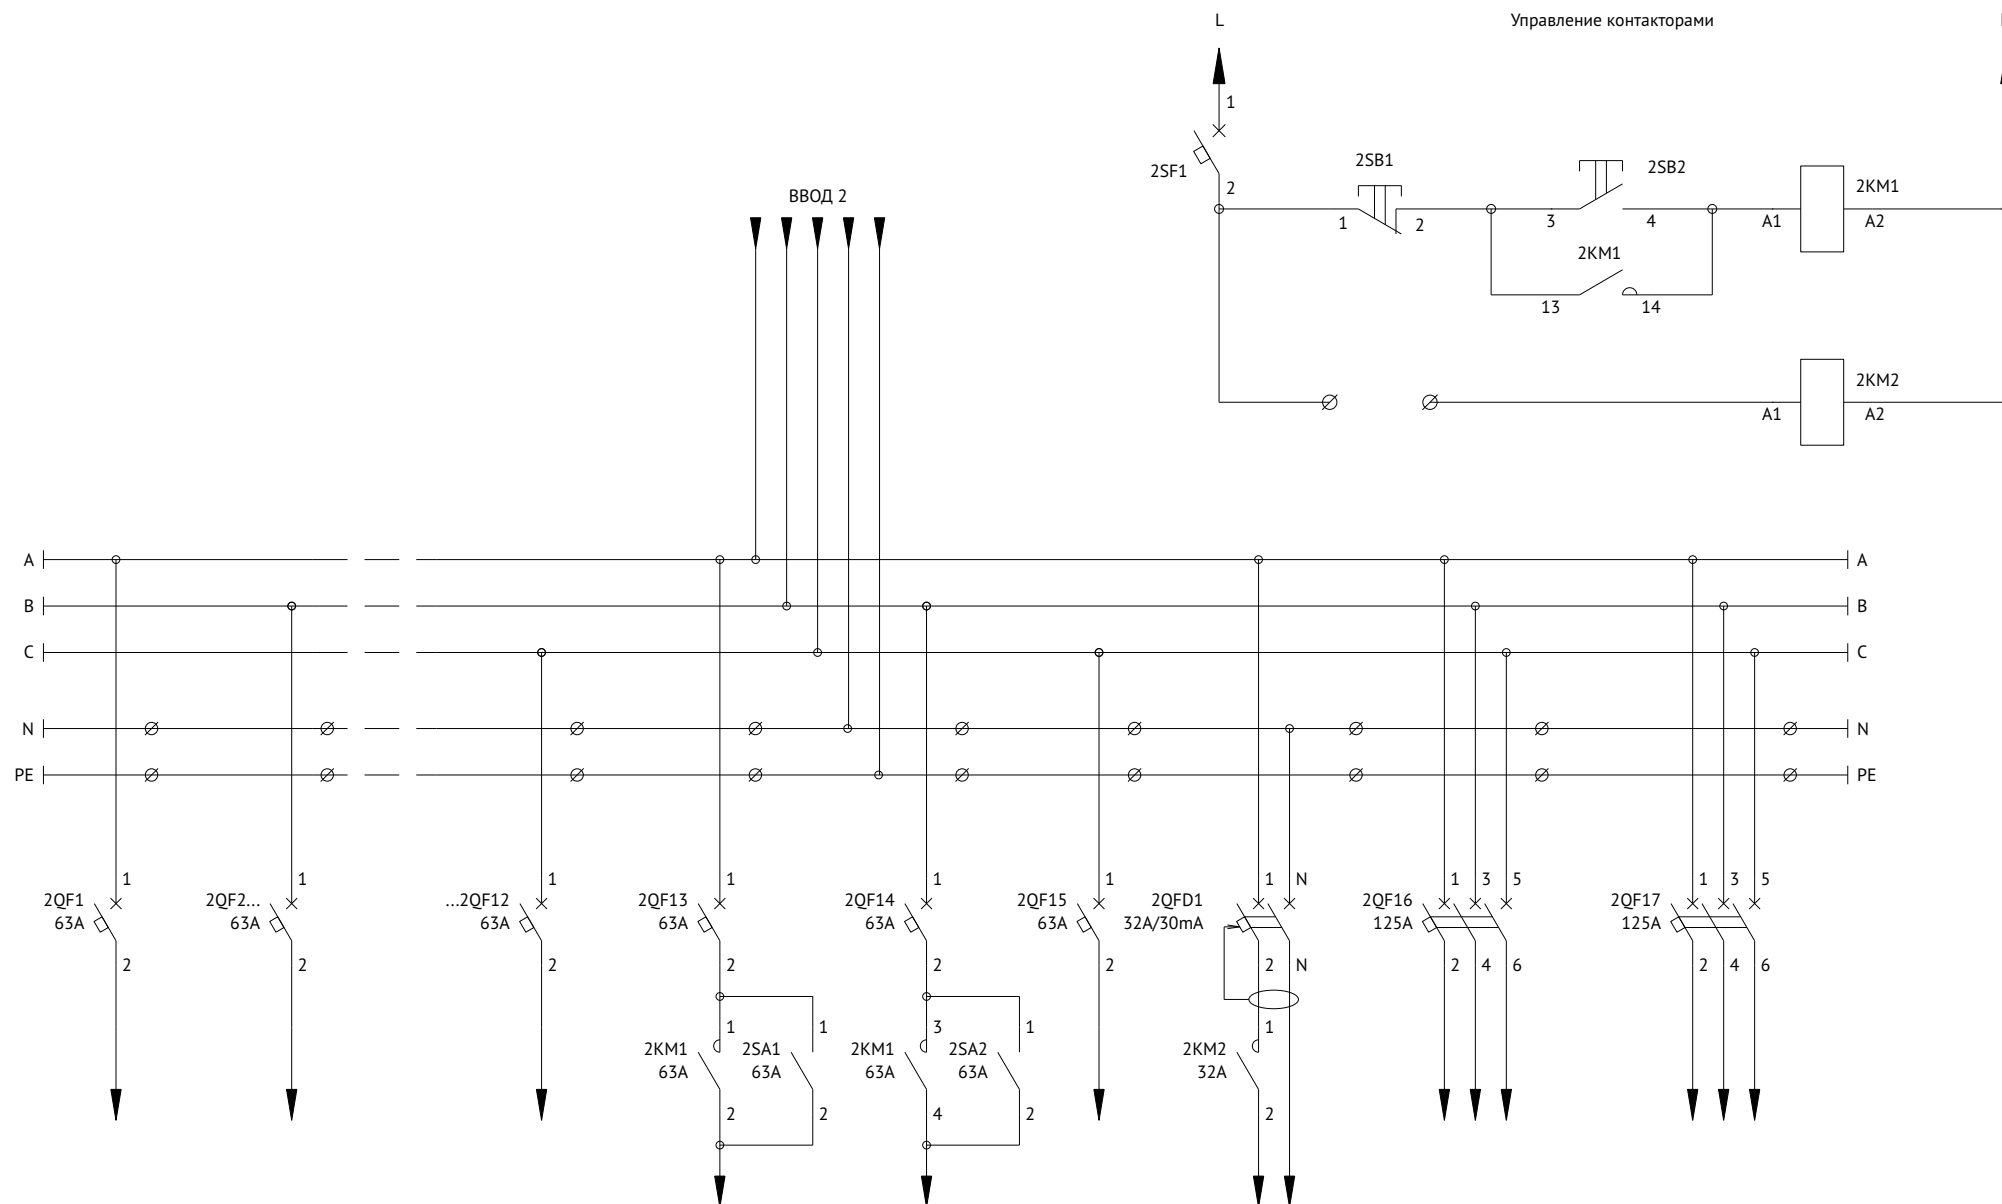 L
Управление контакторами
1
2SF1
2
2SB1
1
2
2SB2
3
4
2KM1
A1
A2
2KM1
13
14
2KM2
A1
A2
ВВОД 2
A
A
B
B
C
C
N
N
PE
PE
1
2QF1
63A
2
1
2QF2...
63A
2
1
...2QF12
63A
2
1
2QF13
63A
2
1
2KM1
63A
2
1
2SA1
63A
2
1
2QF14
63A
2
3
2KM1
63A
4
1
2SA2
63A
2
1
2QF15
63A
2
1
N
2QFD1
32A/30mA
2
N
1
2KM2
32A
2
1
3
5
2QF16
125A
2
4
6
1
3
5
2QF17
125A
2
4
6